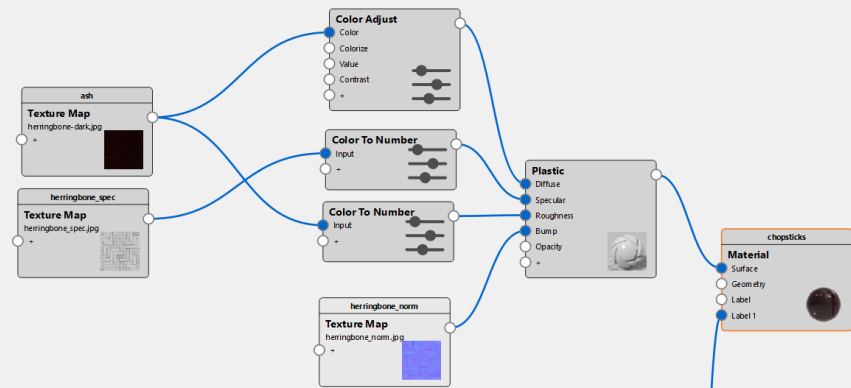 Color Adjust
Color
Colorize
Value
Contrast
+
ash
Texture Map
herringbone-dark.jpg
+
Color To Number
Input
+
herringbone_spec
Texture Map
herringbone_spec.jpg
+
Color To Number
Input
+
Plastic
Diffuse
Specular
Roughness
Bump
Opacity
+
herringbone_norm
Texture Map
herringbone_norm.jpg
+
chopsticks
Material
Surface
Geometry
Label
Label 1